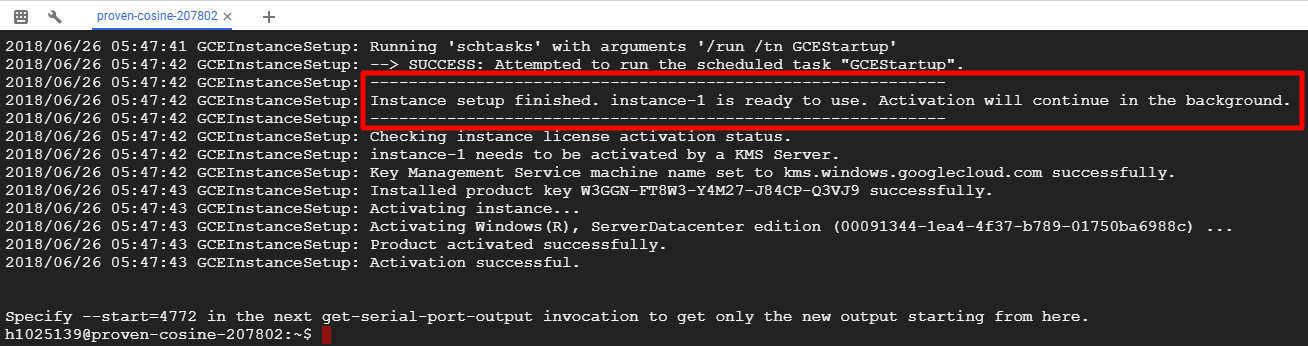 proven-cosine-207802
2018/06/26 05:47:41 GCEInstanceSetup: Running 'schtasks' with arguments '/run /tn GCEStartup'
2018/06/26 05:47:42 GCEInstanceSetup: --> SUCCESS: Attempted to run the scheduled task "GCEStartup".
2018/06/26 05:47:42 GCEInstanceSetup: ------------------------------------------------------------
2018/06/26 05:47:42 GCEInstanceSetup: Instance setup finished. instance-1 is ready to use. Activation will continue in the background.
2018/06/26 05:47:42 GCEInstanceSetup: ------------------------------------------------------------
2018/06/26 05:47:42 GCEInstanceSetup: Checking instance license activation status.
2018/06/26 05:47:42 GCEInstanceSetup: instance-1 needs to be activated by a KMS Server.
2018/06/26 05:47:42 GCEInstanceSetup: Key Management Service machine name set to kms.windows.googlecloud.com successfully.
2018/06/26 05:47:43 GCEInstanceSetup: Installed product key W3GGN-FT8W3-Y4M27-J84CP-Q3VJ9 successfully.
2018/06/26 05:47:43 GCEInstanceSetup: Activating instance...
2018/06/26 05:47:43 GCEInstanceSetup: Activating Windows(R), ServerDatacenter edition (00091344-1ea4-4f37-b789-01750ba6988c) ...
2018/06/26 05:47:43 GCEInstanceSetup: Product activated successfully.
2018/06/26 05:47:43 GCEInstanceSetup: Activation successful.
Specify --start=4772 in the next get-serial-port-output invocation to get only the new output starting from here.
h1025139@proven-cosine-207802:~$